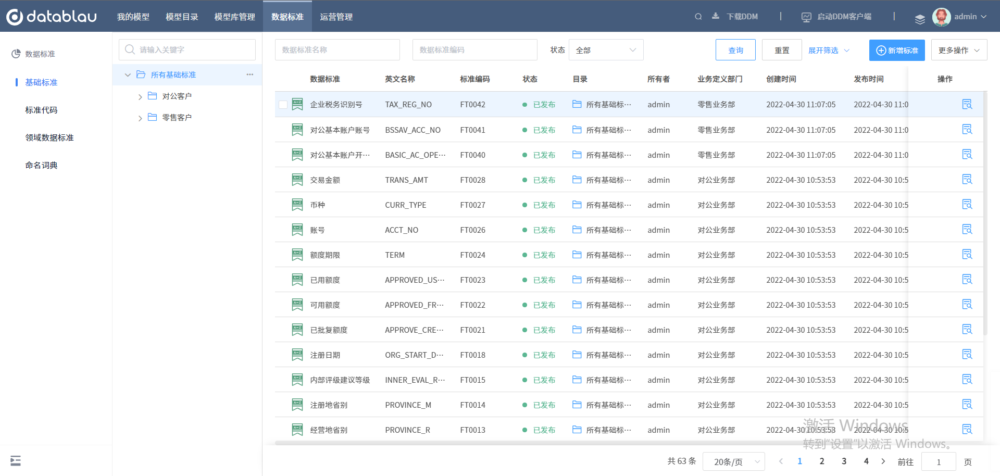 datablau 我的模型 模型目录 模型库管理 数据标准 运营管理 下载DDM | 启动DDM客户端 | admin
数据标准
基础标准
标准代码
领域数据标准
命名词典
请输入关键字
所有基础标准 ···
对公客户
零售客户
数据标准名称 数据标准编码 状态 全部 查询 重置 展开筛选 新增标准 更多操作
数据标准 英文名称 标准编码 状态 目录 所有者 业务定义部门 创建时间 发布时间 操作
企业税务识别号 TAX_REG_NO FT0042 已发布 所有基础标··· admin 零售业务部 2022-04-30 11:07:05 2022-04-30 11:0
对公基本账户账号 BSSAV_ACC_NO FT0041 已发布 所有基础标··· admin 零售业务部 2022-04-30 11:07:05 2022-04-30 11:0
对公基本账户开··· BASIC_AC_OPE··· FT0040 已发布 所有基础标··· admin 零售业务部 2022-04-30 11:07:05 2022-04-30 11:0
交易金额 TRANS_AMT FT0028 已发布 所有基础标··· admin 对公业务部 2022-04-30 10:53:53 2022-04-30 10:5
币种 CURR_TYPE FT0027 已发布 所有基础标··· admin 对公业务部 2022-04-30 10:53:53 2022-04-30 10:5
账号 ACCT_NO FT0026 已发布 所有基础标··· admin 对公业务部 2022-04-30 10:53:53 2022-04-30 10:5
额度期限 TERM FT0024 已发布 所有基础标··· admin 对公业务部 2022-04-30 10:53:53 2022-04-30 10:5
已用额度 APPROVED_US··· FT0023 已发布 所有基础标··· admin 对公业务部 2022-04-30 10:53:53 2022-04-30 10:5
可用额度 APPROVED_FR··· FT0022 已发布 所有基础标··· admin 对公业务部 2022-04-30 10:53:53 2022-04-30 10:5
已批复额度 APPROVE_CRE··· FT0021 已发布 所有基础标··· admin 对公业务部 2022-04-30 10:53:53 2022-04-30 10:5
注册日期 ORG_START_D··· FT0018 已发布 所有基础标··· admin 对公业务部 2022-04-30 10:53:53 2022-04-30 10:5
内部评级建议等级 INNER_EVAL_R··· FT0015 已发布 所有基础标··· admin 对公业务部 2022-04-30 10:53:53 2022-04-30 10:5
注册地省别 PROVINCE_M FT0014 已发布 所有基础标··· admin 对公业务部 2022-04-30 10:53:53 2022-04-30 10:5
经营地省别 PROVINCE_R FT0013 已发布 所有基础标··· admin 对公业务部 2022-04-30 10:53:53 2022-04-30 10:5
激活 Windows
转到“设置”以激活 Windows。
共 63 条 20条/页 < 1 2 3 4 > 前往 1 页